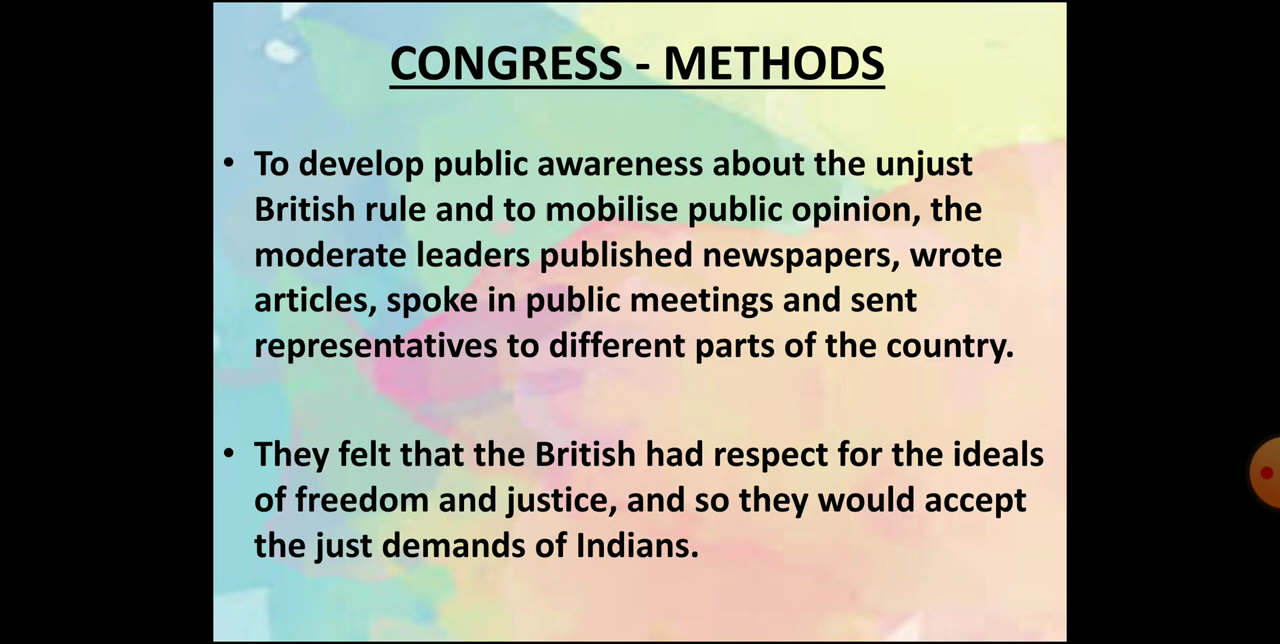 CONGRESS - METHODS
• To develop public awareness about the unjust
British rule and to mobilise public opinion, the
moderate leaders published newspapers, wrote
articles, spoke in public meetings and sent
representatives to different parts of the country.
• They felt that the British had respect for the ideals
of freedom and justice, and so they would accept
the just demands of Indians.